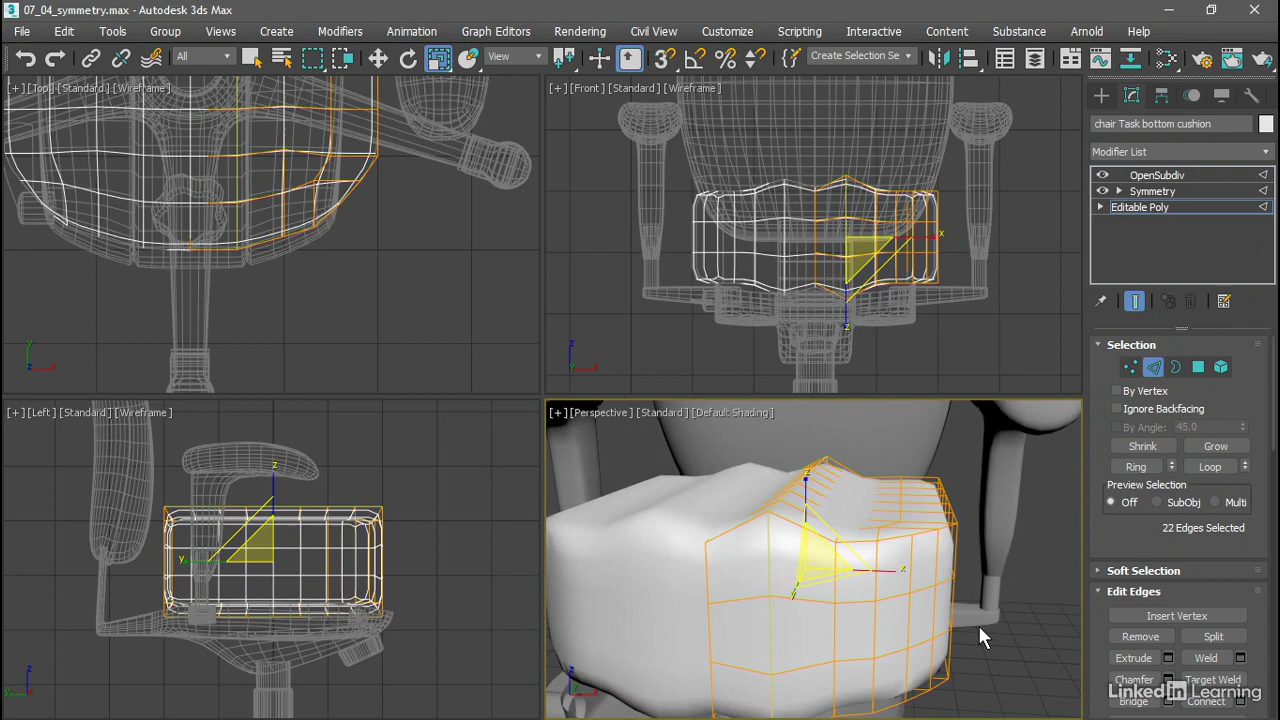 07_04_symmetry.max - Autodesk 3ds Max
File Edit Tools Group Views Create Modifiers Animation Graph Editors Rendering Civil View Customize Scripting Interactive Content Substance Arnold Help
All View Create Selection Se
[+] [Top] [Standard] [Wireframe]
[+] [Front] [Standard] [Wireframe]
chair Task bottom cushion
Modifier List
OpenSubdiv
Symmetry
Editable Poly
x
z
y
x
z
x
[+] [Left] [Standard] [Wireframe]
[+] [Perspective] [Standard] [Default Shading]
z
y
z
x
y
z
y
z
Selection
By Vertex
Ignore Backfacing
By Angle: 45.0
Shrink Grow
Ring Loop
Preview Selection
Off SubObj Multi
22 Edges Selected
Soft Selection
Edit Edges
Insert Vertex
Remove Split
Extrude Weld
Chamfer Target Weld
Bridge Connect
LinkedIn Learning